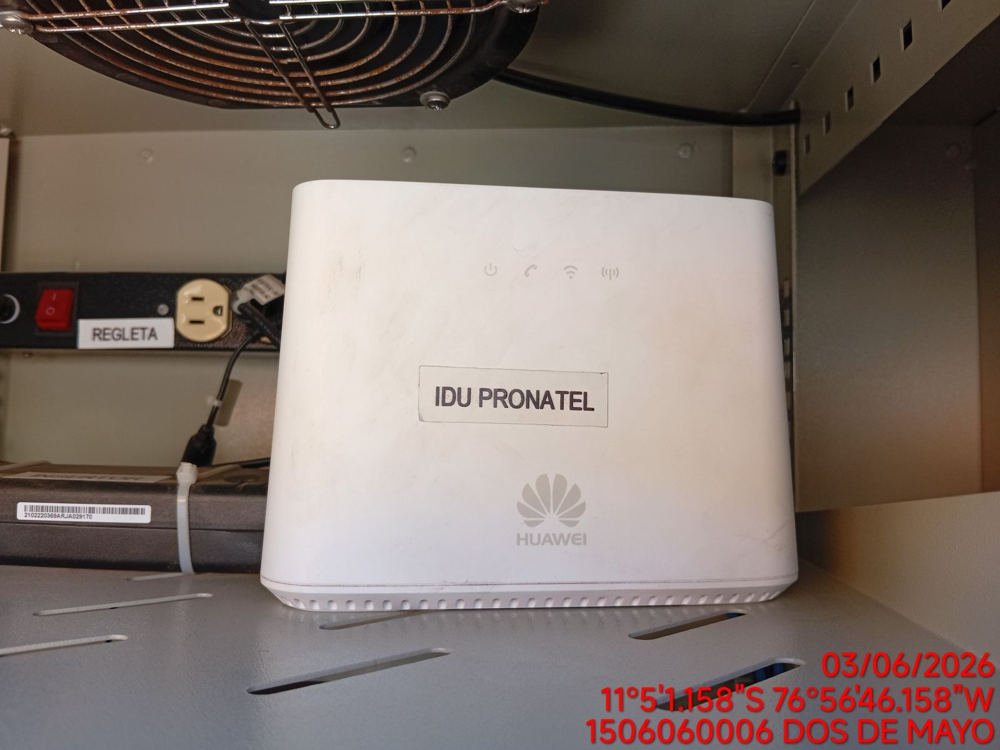 REGLETA
IDU PRONATEL
HUAWEI
2102220369ARJA029170
03/06/2026
11°5'1.158"S 76°56'46.158"W
1506060006 DOS DE MAYO